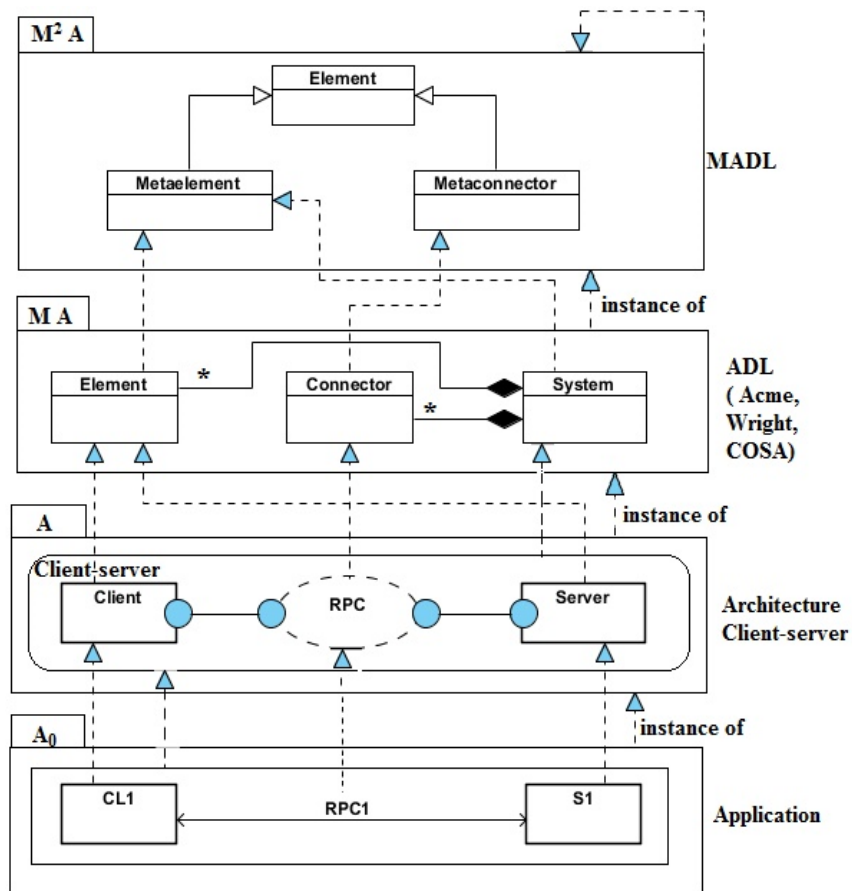 M² A
Element
Metaelement
Metaconnector
MADL
instance of
M A
Element
*
Connector
*
System
ADL
( Acme,
Wright,
COSA)
instance of
A
Client-server
Client
RPC
Server
Architecture
Client-server
instance of
A₀
CL1
RPC1
S1
Application